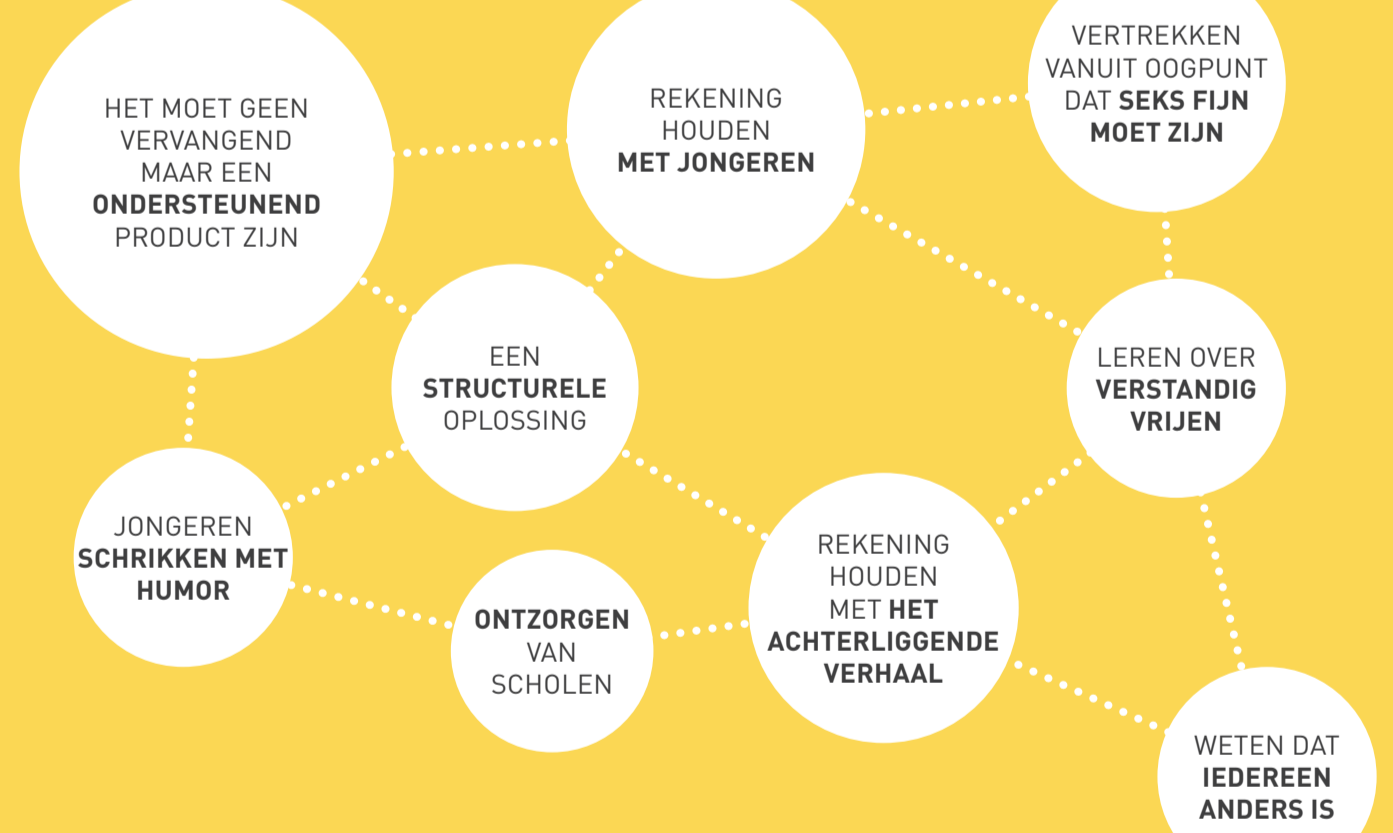 HET MOET GEEN
VERVANGEND
MAAR EEN
ONDERSTEUNEND
PRODUCT ZIJN
REKENING
HOUDEN
MET JONGEREN
VERTREKKEN
VANUIT OOGPUNT
DAT SEKS FIJN
MOET ZIJN
EEN
STRUCTURELE
OPLOSSING
LEREN OVER
VERSTANDIG
VRIJEN
JONGEREN
SCHRIKKEN MET
HUMOR
ONTZORGEN
VAN
SCHOLEN
REKENING
HOUDEN
MET HET
ACHTERLIGGENDE
VERHAAL
WETEN DAT
IEDEREEN
ANDERS IS